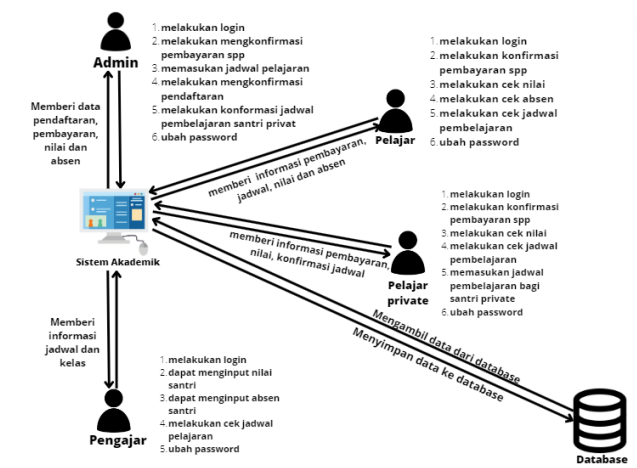 Admin
1. melakukan login
2. melakukan mengkonfirmasi
pembayaran spp
3. memasukan jadwal pelajaran
4. melakukan mengkonfirmasi
pendaftaran
5. melakukan konformasi jadwal
pembelajaran santri privat
6. ubah password
Pelajar
1. melakukan login
2. melakukan konfirmasi
pembayaran spp
3. melakukan cek nilai
4. melakukan cek absen
5. melakukan cek jadwal
pembelajaran
6. ubah password
Memberi data
pendaftaran,
pembayaran,
nilai dan
absen
memberi informasi pembayaran,
jadwal, nilai dan absen
Sistem Akademik
memberi informasi pembayaran,
nilai, konfirmasi jadwal
Pelajar
private
1. melakukan login
2. melakukan konfirmasi
pembayaran spp
3. melakukan cek nilai
4. melakukan cek jadwal
pembelajaran
5. memasukan jadwal
pembelajaran bagi
santri private
6. ubah password
Memberi
informasi
jadwal dan
kelas
Mengambil data dari database
Menyimpan data ke database
Pengajar
1. melakukan login
2. dapat menginput nilai
santri
3. dapat menginput absen
santri
4. melakukan cek jadwal
pelajaran
5. ubah password
Database